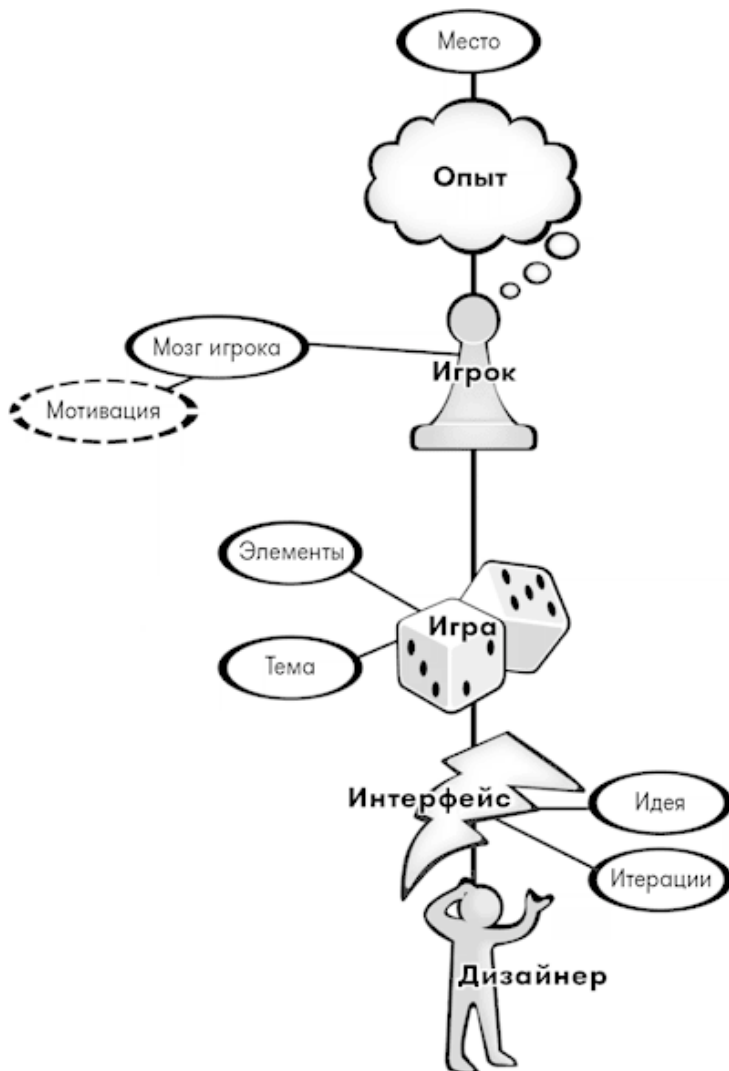 Место
Опыт
Мозг игрока
Игрок
Мотивация
Элементы
Игра
Тема
Интерфейс
Идея
Итерации
Дизайнер